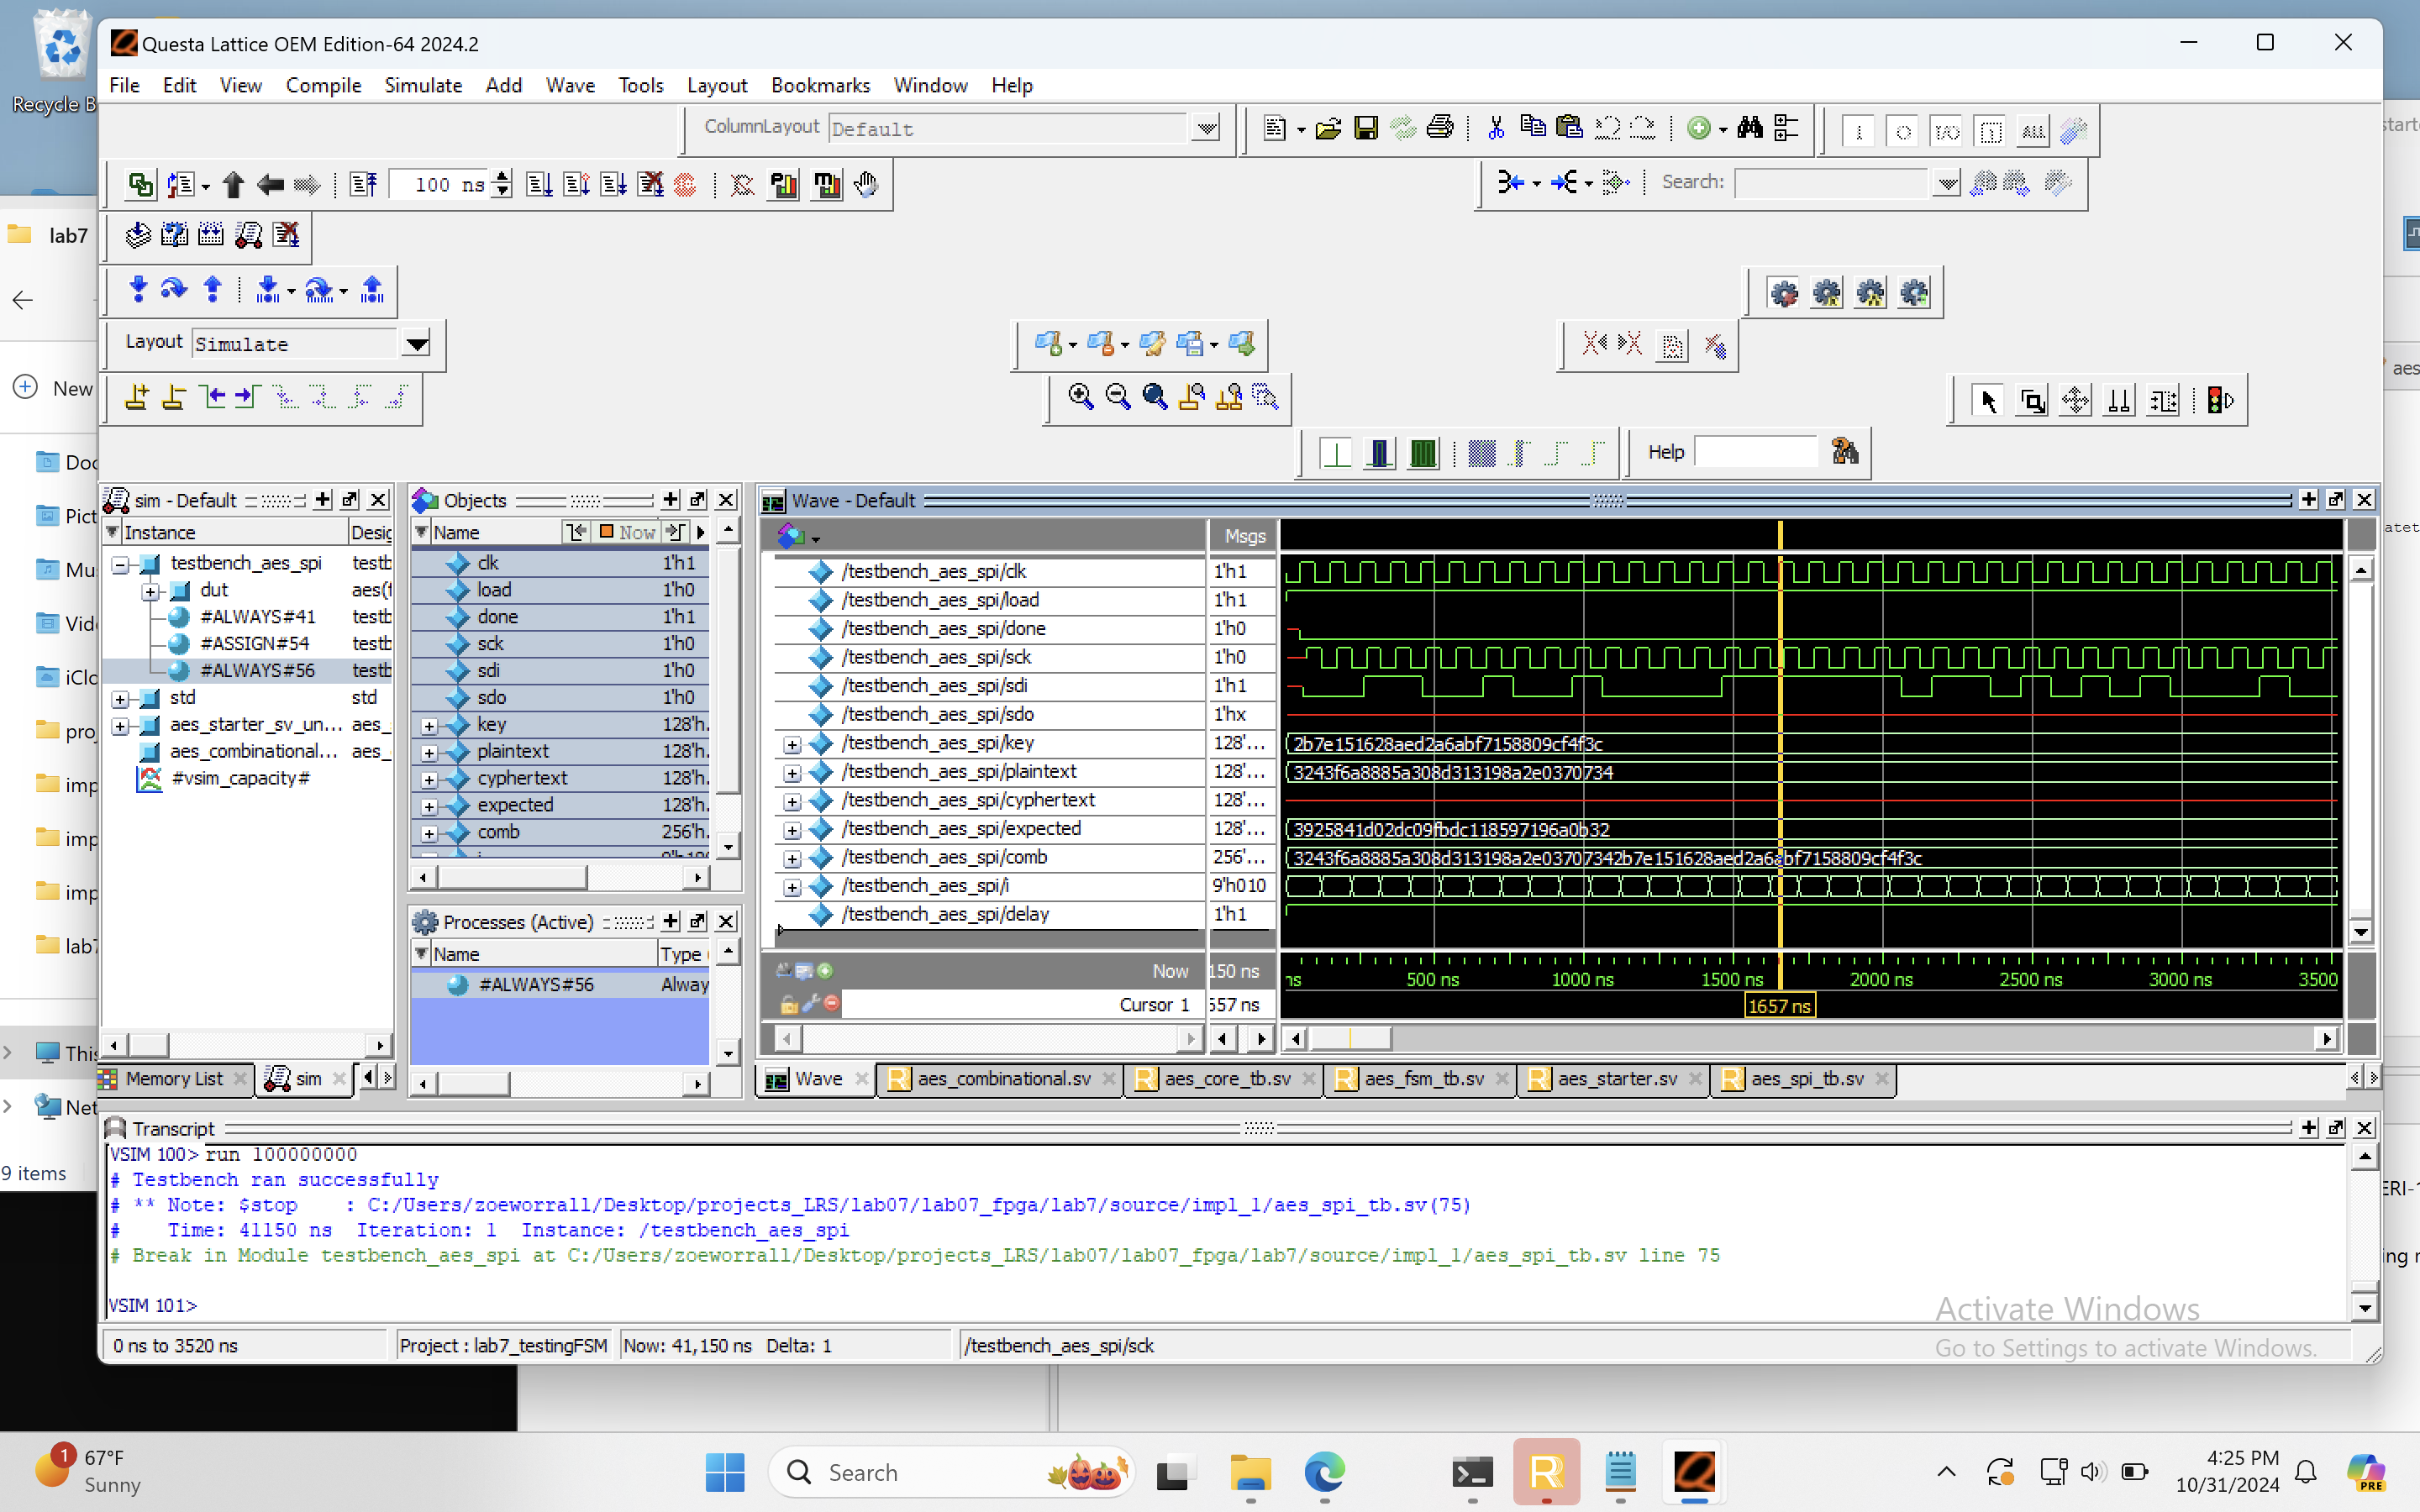 Recycle B
Questa Lattice OEM Edition-64 2024.2
File Edit View Compile Simulate Add Wave Tools Layout Bookmarks Window Help
ColumnLayout Default
100 ns
Search:
lab7
Layout Simulate
New
Help
sim - Default
Instance Desig
testbench_aes_spi testb
dut aes(f
#ALWAYS#41 testb
#ASSIGN#54 testb
#ALWAYS#56 testb
std std
aes_starter_sv_un... aes_
aes_combinational... aes_
#vsim_capacity#
Memory List sim
Objects
Name Now
clk 1'h1
load 1'h0
done 1'h1
sck 1'h0
sdi 1'h0
sdo 1'h0
key 128'h.
plaintext 128'h.
cyphertext 128'h.
expected 128'h.
comb 256'h.
Processes (Active)
Name Type
#ALWAYS#56 Alway
Wave - Default
Msgs
/testbench_aes_spi/clk 1'h1
/testbench_aes_spi/load 1'h1
/testbench_aes_spi/done 1'h0
/testbench_aes_spi/sck 1'h0
/testbench_aes_spi/sdi 1'h1
/testbench_aes_spi/sdo 1'hx
/testbench_aes_spi/key 128'... 2b7e151628aed2a6abf7158809cf4f3c
/testbench_aes_spi/plaintext 128'... 3243f6a8885a308d313198a2e0370734
/testbench_aes_spi/cyphertext 128'...
/testbench_aes_spi/expected 128'... 3925841d02dc09fbdc118597196a0b32
/testbench_aes_spi/comb 256'... 3243f6a8885a308d313198a2e03707342b7e151628aed2a6abf7158809cf4f3c
/testbench_aes_spi/i 9'h010
/testbench_aes_spi/delay 1'h1
Now 150 ns ns 500 ns 1000 ns 1500 ns 2000 ns 2500 ns 3000 ns 3500
Cursor 1 557 ns 1657 ns
Wave aes_combinational.sv aes_core_tb.sv aes_fsm_tb.sv aes_starter.sv aes_spi_tb.sv
Transcript
VSIM 100> run 100000000
# Testbench ran successfully
# ** Note: $stop : C:/Users/zoeworrall/Desktop/projects_LRS/lab07/lab07_fpga/lab7/source/impl_1/aes_spi_tb.sv(75)
# Time: 41150 ns Iteration: 1 Instance: /testbench_aes_spi
# Break in Module testbench_aes_spi at C:/Users/zoeworrall/Desktop/projects_LRS/lab07/lab07_fpga/lab7/source/impl_1/aes_spi_tb.sv line 75
VSIM 101>
0 ns to 3520 ns Project : lab7_testingFSM Now: 41,150 ns Delta: 1 /testbench_aes_spi/sck
Activate Windows
Go to Settings to activate Windows.
Doc
Pict
Mu
Vide
iClo
proj
imp
imp
imp
lab7
This
Net
9 items
start
aes
atet
ERI-1
ing r
1 67°F
Sunny
Search
4:25 PM
10/31/2024
PRE